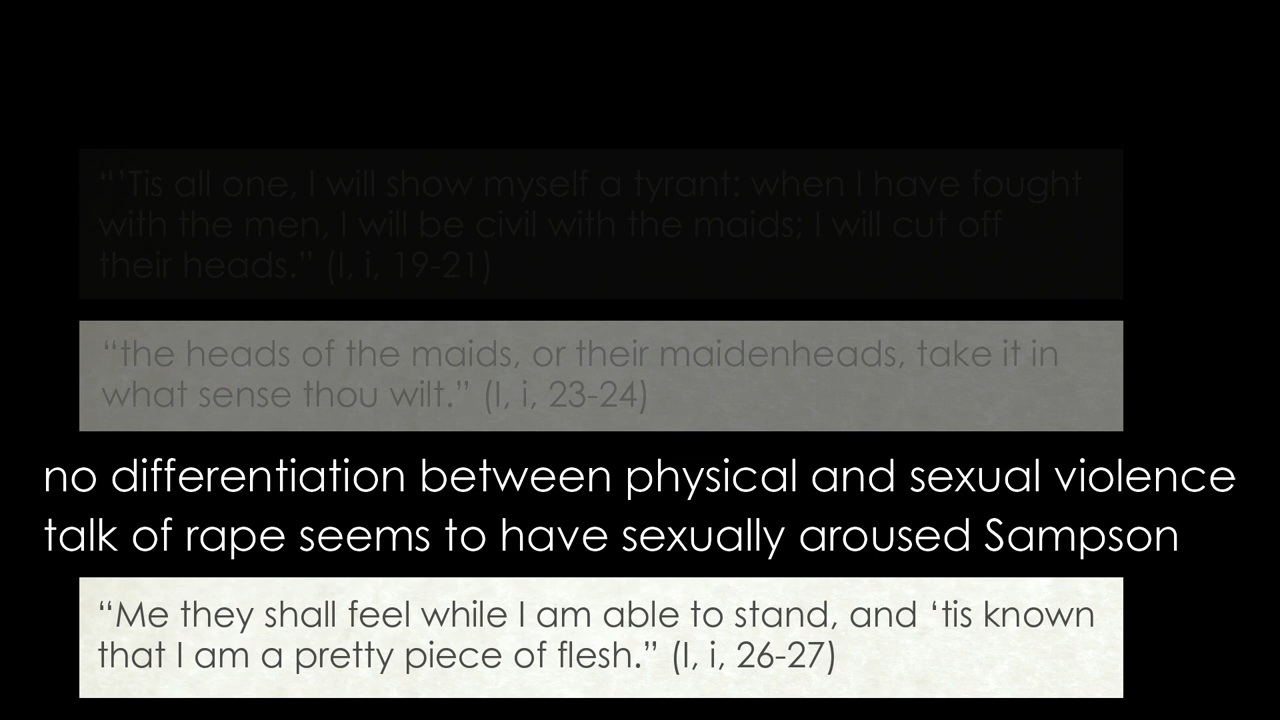 “’Tis all one, I will show myself a tyrant: when I have fought
with the men, I will be civil with the maids; I will cut off
their heads.” (I, i, 19-21)
“the heads of the maids, or their maidenheads, take it in
what sense thou wilt.” (I, i, 23-24)
no differentiation between physical and sexual violence
talk of rape seems to have sexually aroused Sampson
“Me they shall feel while I am able to stand, and ‘tis known
that I am a pretty piece of flesh.” (I, i, 26-27)